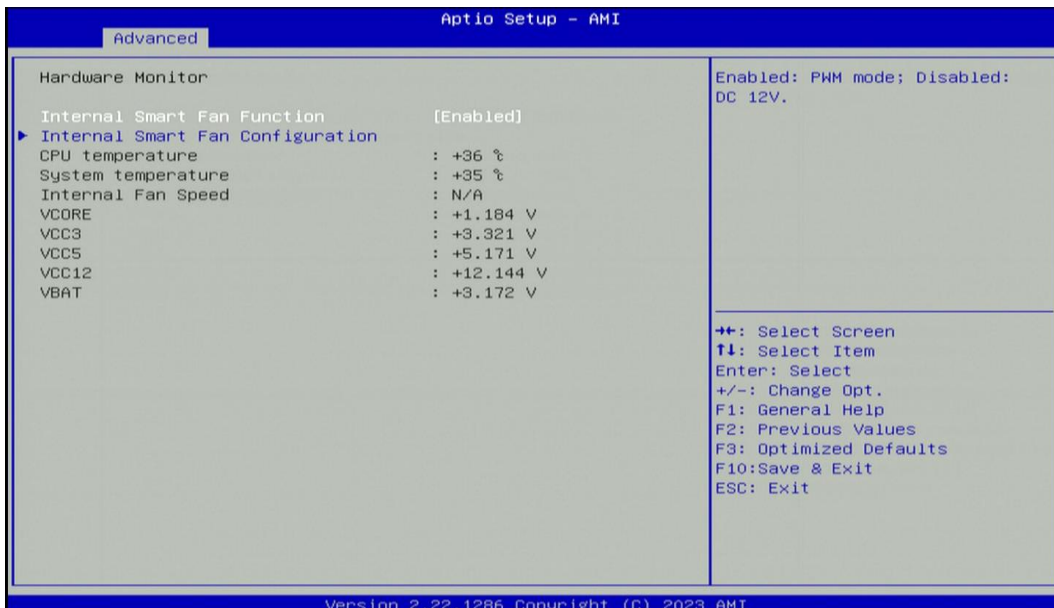 Aptio Setup - AMI
Advanced
Hardware Monitor
Internal Smart Fan Function [Enabled]
Internal Smart Fan Configuration
CPU temperature : +36 ℃
System temperature : +35 ℃
Internal Fan Speed : N/A
VCORE : +1.184 V
VCC3 : +3.321 V
VCC5 : +5.171 V
VCC12 : +12.144 V
VBAT : +3.172 V
Enabled: PWM mode; Disabled:
DC 12V.
→←: Select Screen
↑↓: Select Item
Enter: Select
+/-: Change Opt.
F1: General Help
F2: Previous Values
F3: Optimized Defaults
F10:Save & Exit
ESC: Exit
Version 2.22.1286 Copyright (C) 2023 AMI